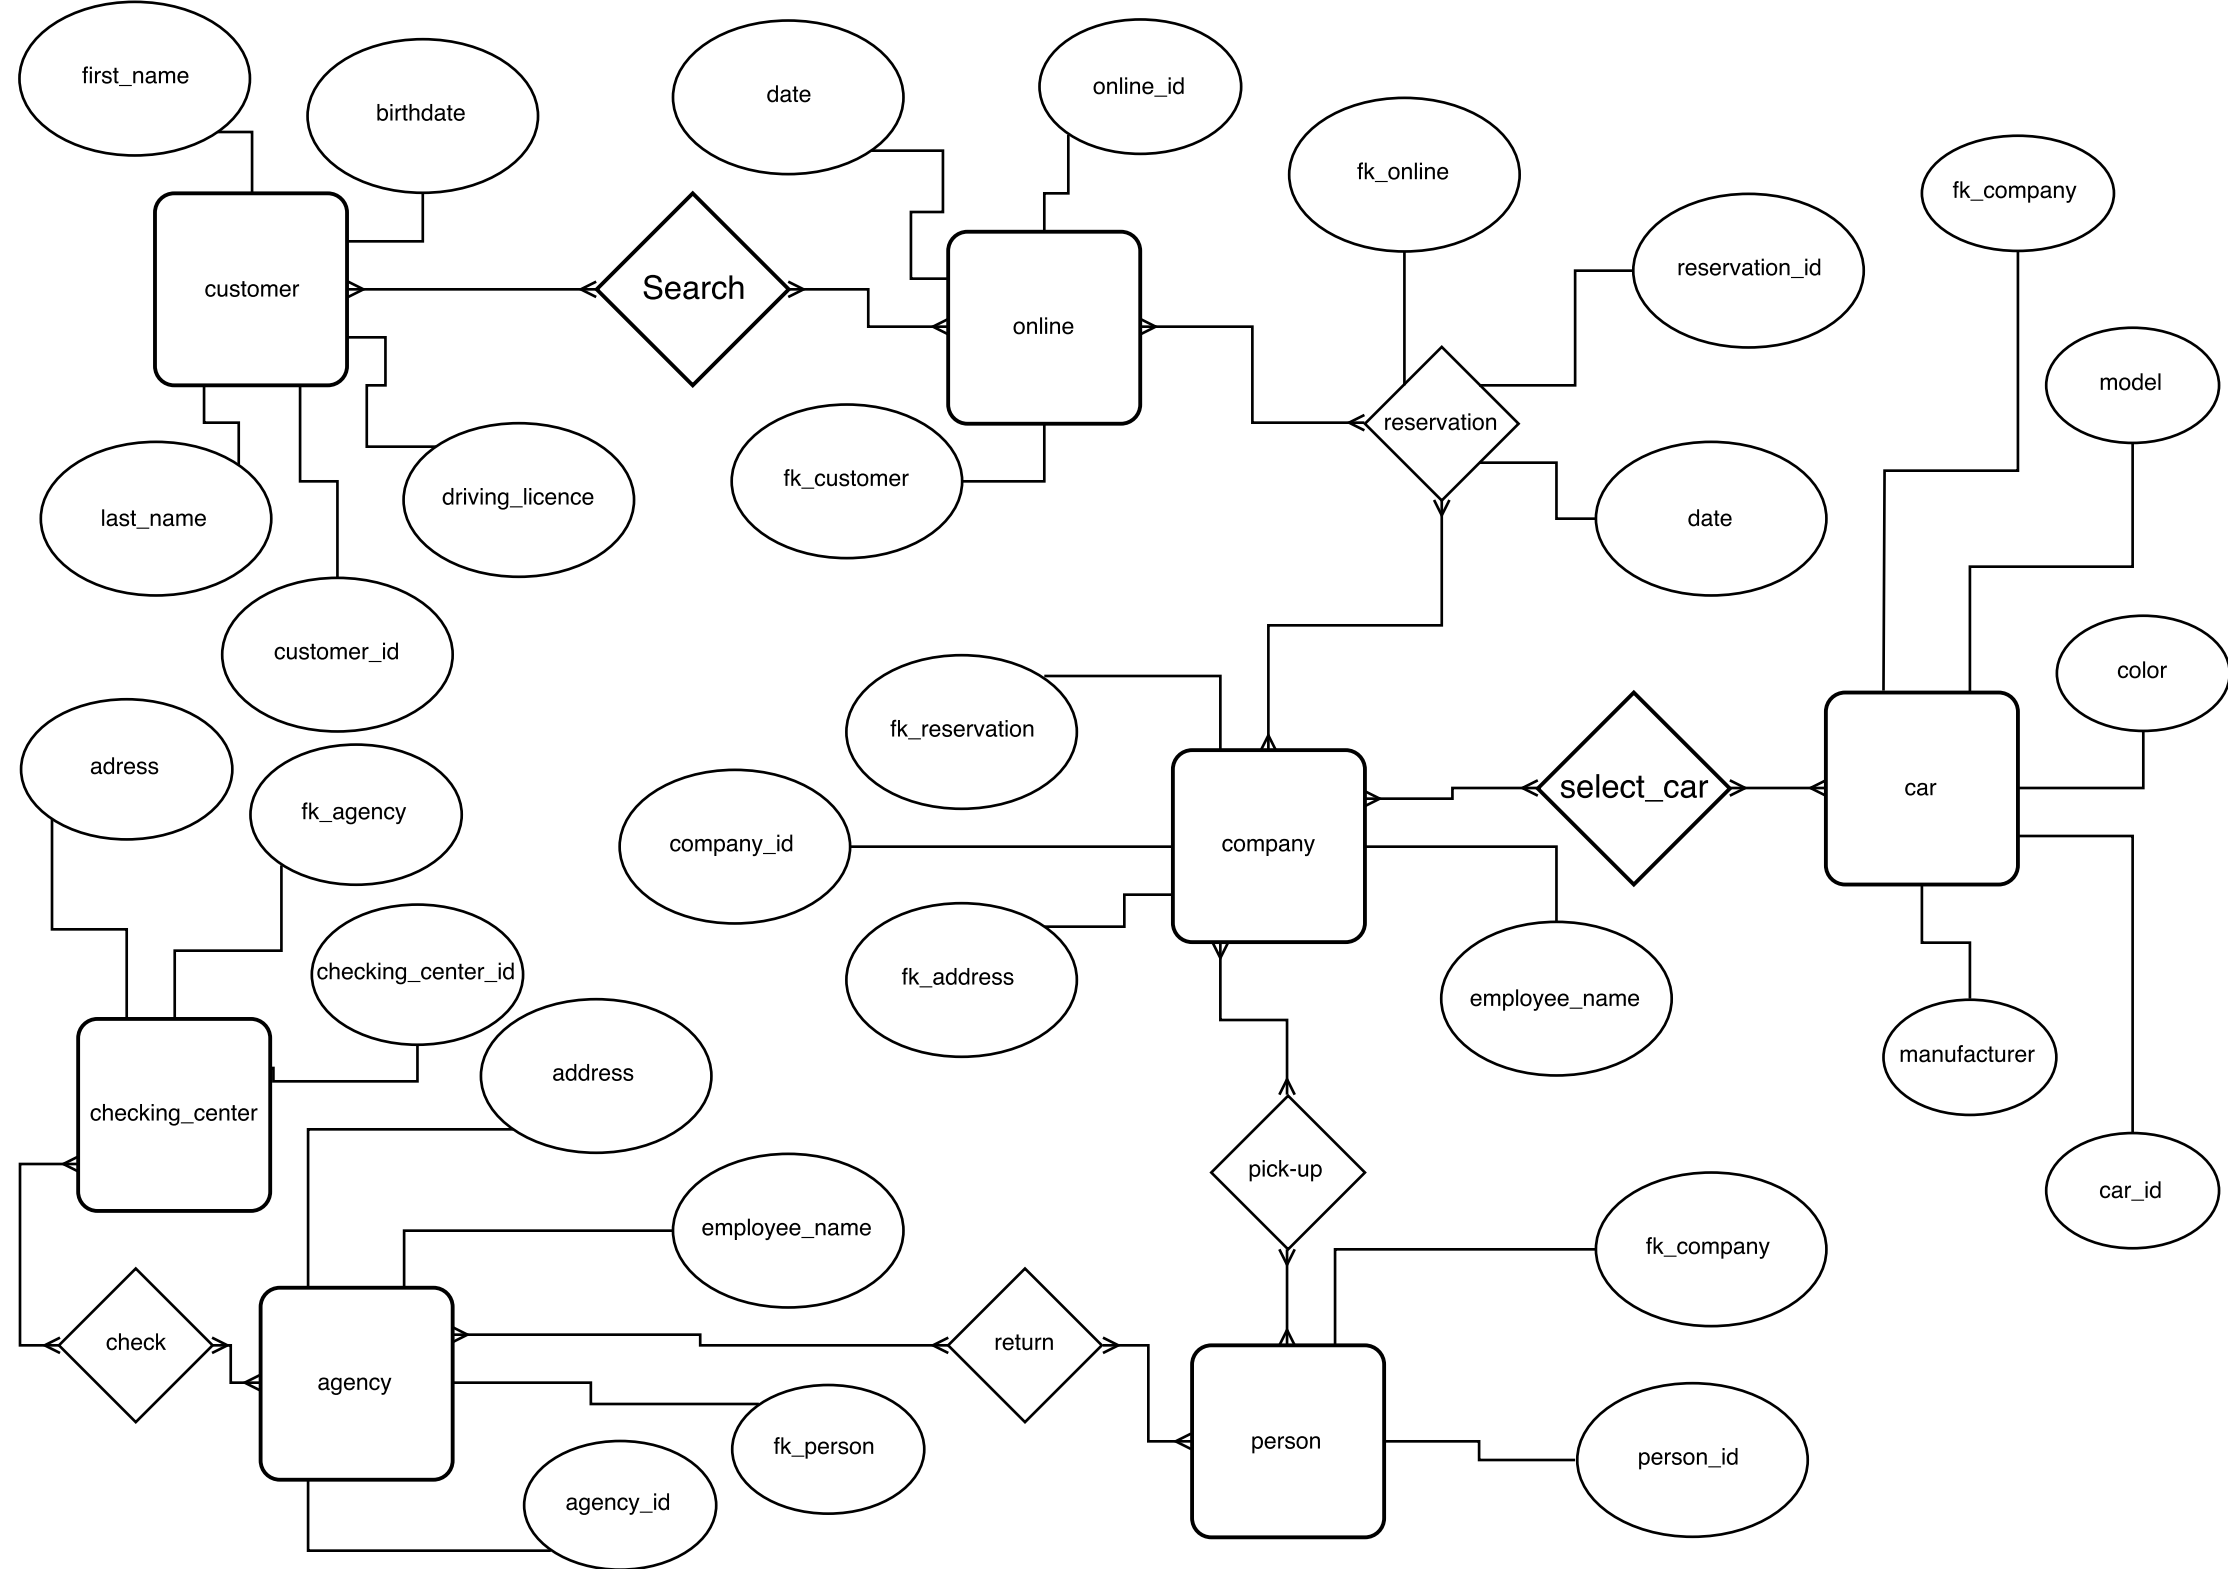 first_name
birthdate
date
online_id
fk_online
fk_company
reservation_id
customer
Search
online
model
reservation
last_name
driving_licence
fk_customer
date
customer_id
color
adress
fk_agency
fk_reservation
select_car
car
company_id
company
checking_center_id
fk_address
employee_name
manufacturer
address
checking_center
pick-up
car_id
employee_name
fk_company
check
return
agency
fk_person
person
person_id
agency_id